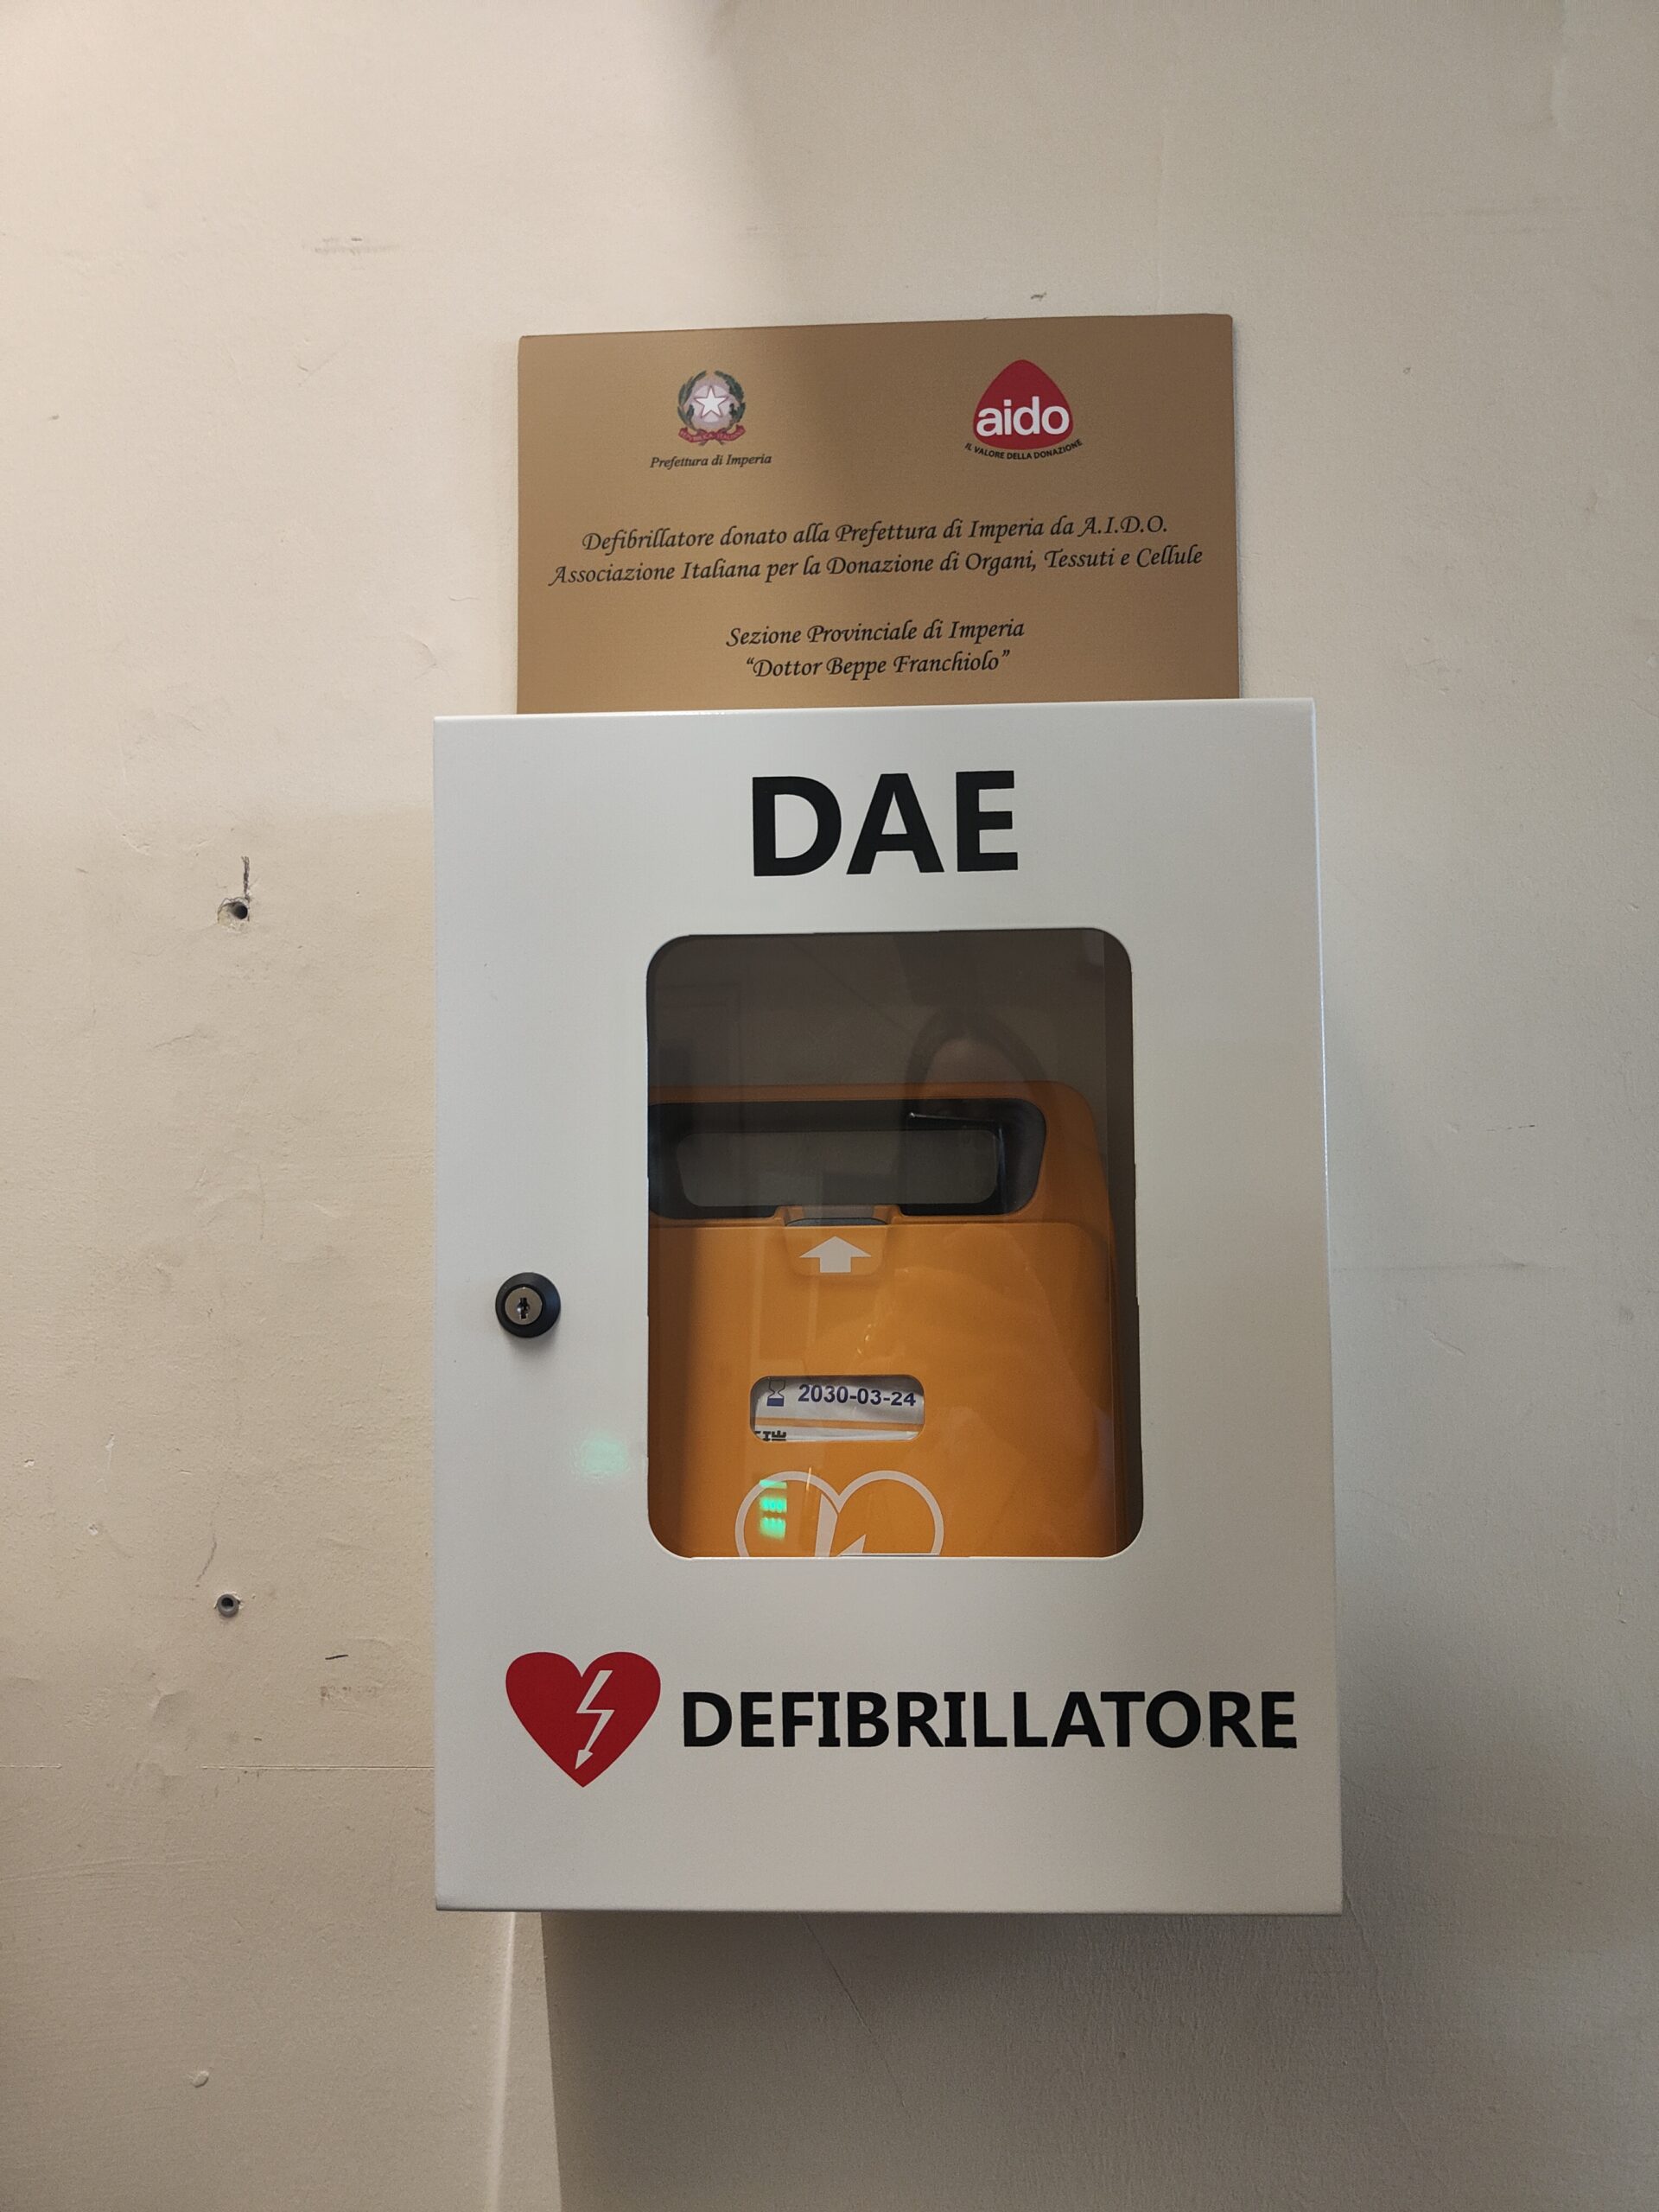 Prefettura di Imperia
aido
IL VALORE DELLA DONAZIONE
Defibrillatore donato alla Prefettura di Imperia da A.I.D.O.
Associazione Italiana per la Donazione di Organi, Tessuti e Cellule
Sezione Provinciale di Imperia
“Dottor Beppe Franchiolo”
DAE
2030-03-24
DEFIBRILLATORE